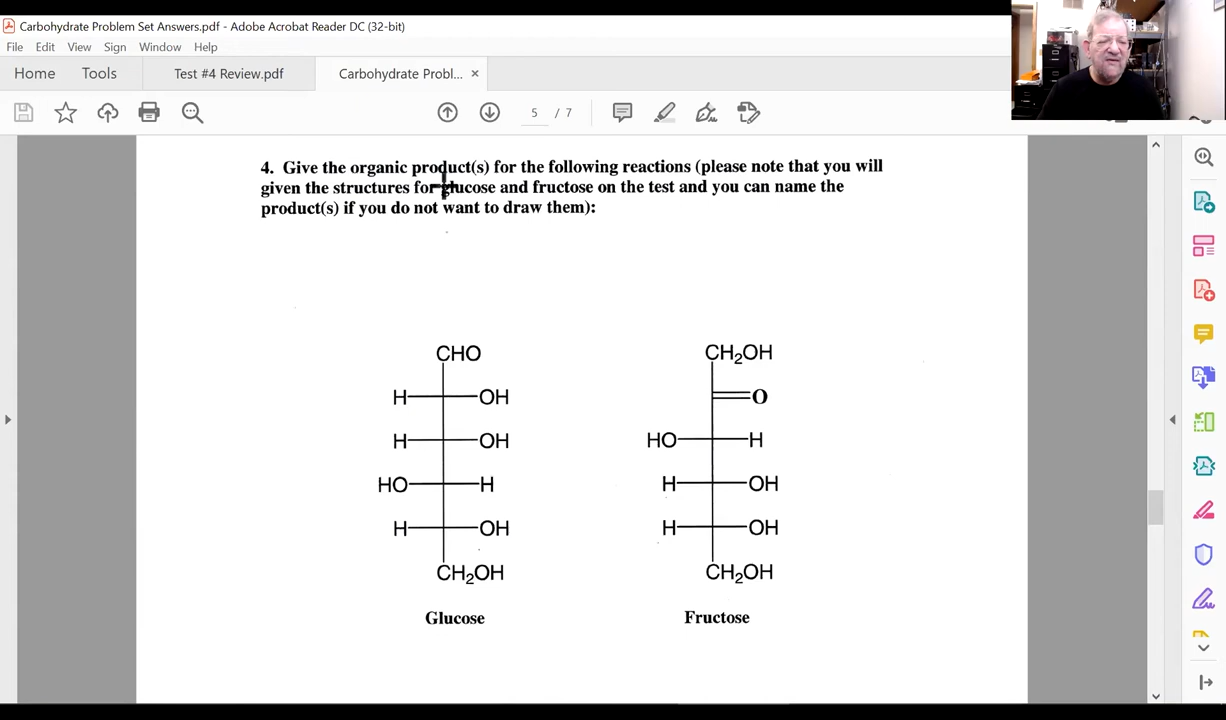 Carbohydrate Problem Set Answers.pdf - Adobe Acrobat Reader DC (32-bit)
File Edit View Sign Window Help
Home Tools Test #4 Review.pdf Carbohydrate Probl... ×
5 / 7
4. Give the organic product(s) for the following reactions (please note that you will
given the structures for glucose and fructose on the test and you can name the
product(s) if you do not want to draw them):
CHO CH₂OH
H OH O
H OH HO H
HO H H OH
H OH H OH
CH₂OH CH₂OH
Glucose Fructose